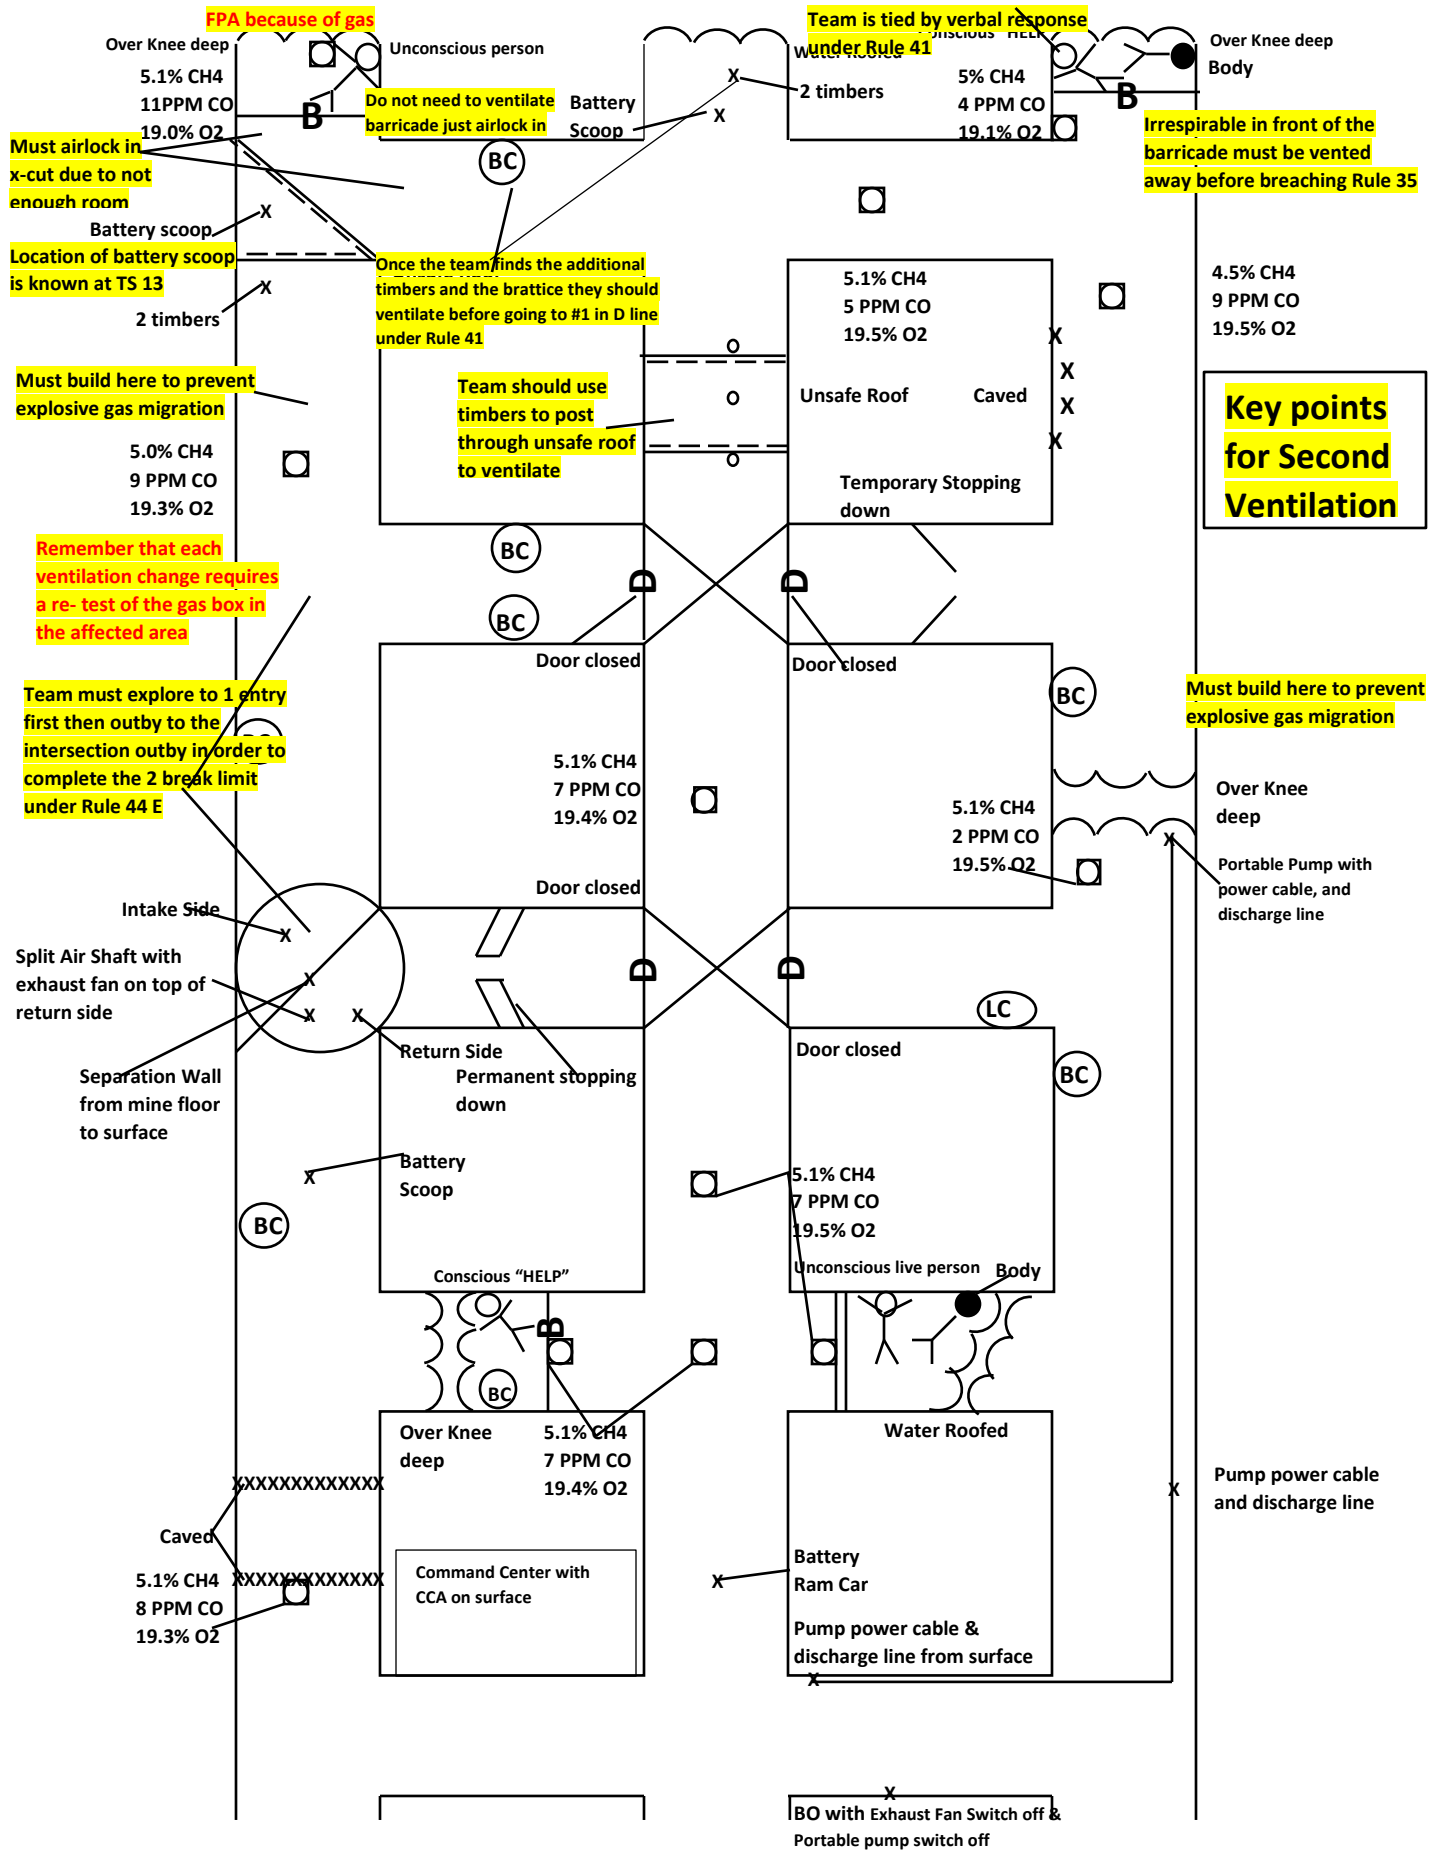 FPA because of gas
Team is tied by verbal response
under Rule 41
Over Knee deep
Unconscious person
Over Knee deep
Body
5.1% CH4
11PPM CO
19.0% O2
B
Do not need to ventilate
barricade just airlock in
Battery
Scoop
X
X
2 timbers
5% CH4
4 PPM CO
19.1% O2
B
Irrespirable in front of the
barricade must be vented
away before breaching Rule 35
Must airlock in
x-cut due to not
enough room
BC
X
Battery scoop
Location of battery scoop
is known at TS 13
X
2 timbers
Once the team finds the additional
timbers and the brattice they should
ventilate before going to #1 in D line
under Rule 41
5.1% CH4
5 PPM CO
19.5% O2
4.5% CH4
9 PPM CO
19.5% O2
Must build here to prevent
explosive gas migration
Team should use
timbers to post
through unsafe roof
to ventilate
Unsafe Roof
Caved
X
X
X
X
Key points
for Second
Ventilation
5.0% CH4
9 PPM CO
19.3% O2
Temporary Stopping
down
Remember that each
ventilation change requires
a re- test of the gas box in
the affected area
BC
BC
D
D
Door closed
Door closed
Team must explore to 1 entry
first then outby to the
intersection outby in order to
complete the 2 break limit
under Rule 44 E
BC
Must build here to prevent
explosive gas migration
5.1% CH4
7 PPM CO
19.4% O2
5.1% CH4
2 PPM CO
19.5% O2
Over Knee
deep
X
Portable Pump with
power cable, and
discharge line
Door closed
Intake Side
X
Split Air Shaft with
exhaust fan on top of
return side
X
X
X
D
D
LC
Return Side
Permanent stopping
down
Door closed
BC
Separation Wall
from mine floor
to surface
Battery
Scoop
X
BC
5.1% CH4
7 PPM CO
19.5% O2
Conscious “HELP”
Unconscious live person
Body
B
BC
Over Knee
deep
5.1% CH4
7 PPM CO
19.4% O2
Water Roofed
XXXXXXXXXXXXX
Caved
XXXXXXXXXXXXX
5.1% CH4
8 PPM CO
19.3% O2
Command Center with
CCA on surface
X
Battery
Ram Car
X
Pump power cable
and discharge line
Pump power cable &
discharge line from surface
X
X
BO with Exhaust Fan Switch off &
Portable pump switch off